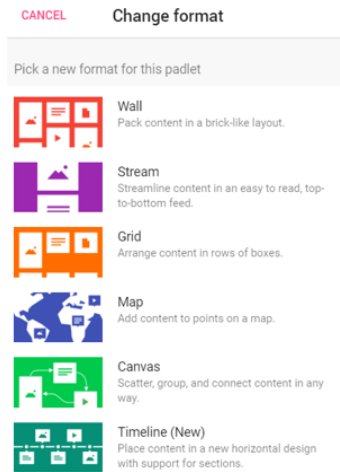 CANCEL Change format
Pick a new format for this padlet
Wall
Pack content in a brick-like layout.
Stream
Streamline content in an easy to read, top-
to-bottom feed.
Grid
Arrange content in rows of boxes.
Map
Add content to points on a map.
Canvas
Scatter, group, and connect content in any
way.
Timeline (New)
Place content in a new horizontal design
with support for sections.